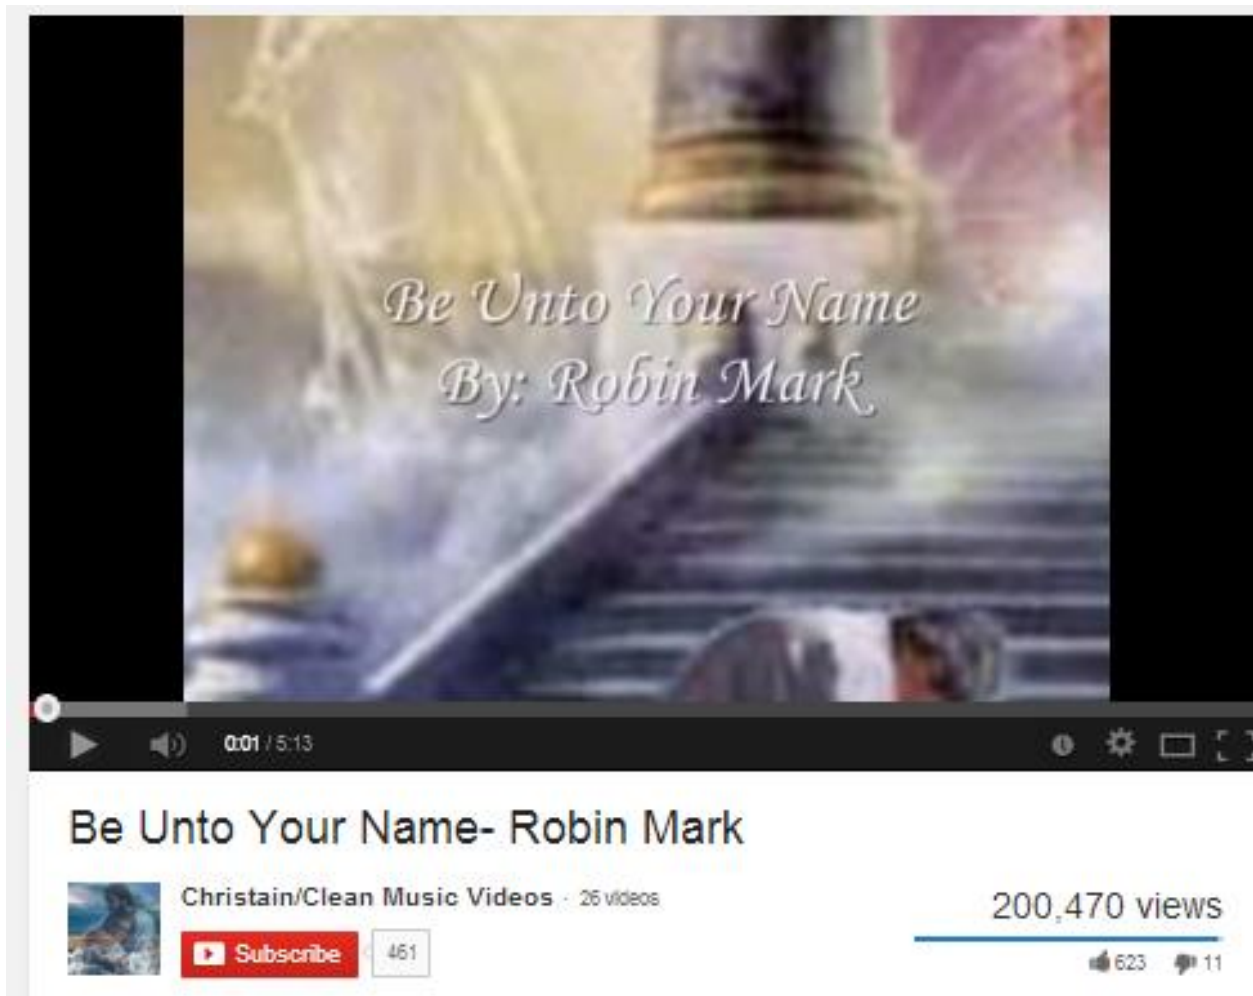 Be Unto Your Name
By: Robin Mark
0:01 / 5:13
Be Unto Your Name- Robin Mark
Christain/Clean Music Videos · 26 videos
Subscribe 461
200,470 views
623 11